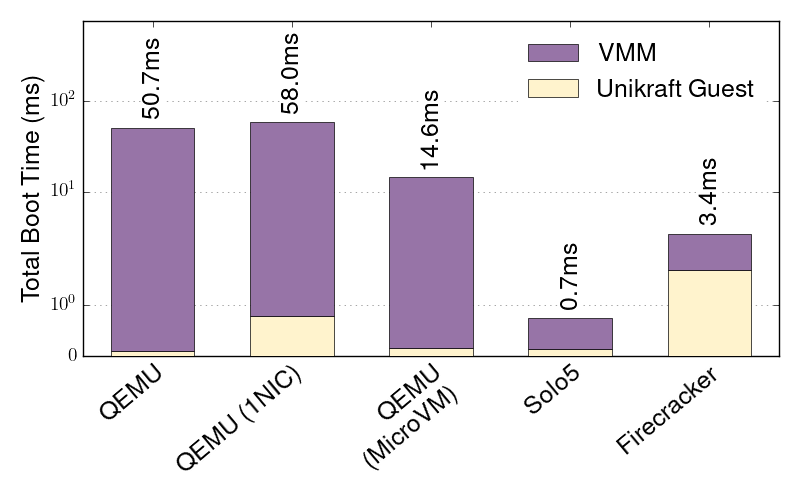 Total Boot Time (ms)
10²
10¹
10⁰
0
50.7ms
58.0ms
14.6ms
0.7ms
3.4ms
VMM
Unikraft Guest
QEMU
QEMU (1NIC)
QEMU
(MicroVM)
Solo5
Firecracker